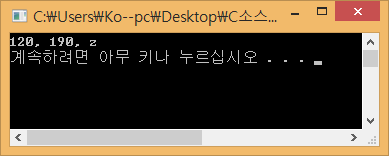 C:₩Users₩Ko--pc₩Desktop₩C소스...
120, 190, z
계속하려면 아무 키나 누르십시오 . . .